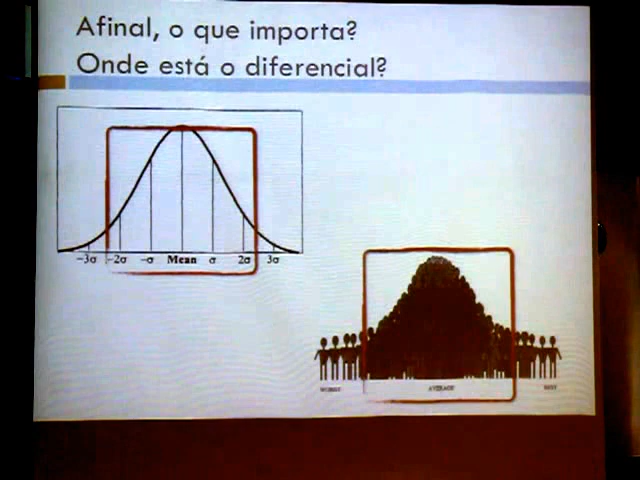 Afinal, o que importa?
Onde está o diferencial?
−3σ −2σ −σ Mean σ 2σ 3σ
WORST AVERAGE BEST